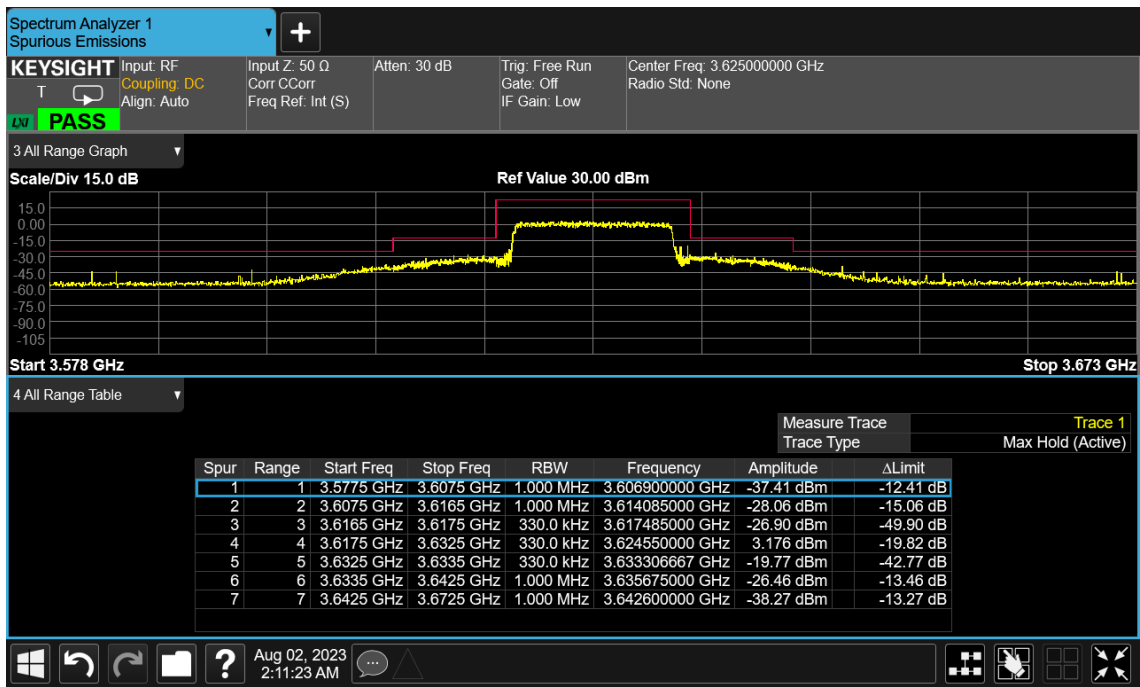 Spectrum Analyzer 1
Spurious Emissions
KEYSIGHT
T
LXI
PASS
Input: RF
Coupling: DC
Align: Auto
Input Z: 50 Ω
Corr CCorr
Freq Ref: Int (S)
Atten: 30 dB
Trig: Free Run
Gate: Off
IF Gain: Low
Center Freq: 3.625000000 GHz
Radio Std: None
3 All Range Graph
Scale/Div 15.0 dB
Ref Value 30.00 dBm
15.0
0.00
-15.0
-30.0
-45.0
-60.0
-75.0
-90.0
-105
Start 3.578 GHz
Stop 3.673 GHz
4 All Range Table
Measure Trace Trace 1
Trace Type Max Hold (Active)
Spur Range Start Freq Stop Freq RBW Frequency Amplitude ΔLimit
1 1 3.5775 GHz 3.6075 GHz 1.000 MHz 3.606900000 GHz -37.41 dBm -12.41 dB
2 2 3.6075 GHz 3.6165 GHz 1.000 MHz 3.614085000 GHz -28.06 dBm -15.06 dB
3 3 3.6165 GHz 3.6175 GHz 330.0 kHz 3.617485000 GHz -26.90 dBm -49.90 dB
4 4 3.6175 GHz 3.6325 GHz 330.0 kHz 3.624550000 GHz 3.176 dBm -19.82 dB
5 5 3.6325 GHz 3.6335 GHz 330.0 kHz 3.633306667 GHz -19.77 dBm -42.77 dB
6 6 3.6335 GHz 3.6425 GHz 1.000 MHz 3.635675000 GHz -26.46 dBm -13.46 dB
7 7 3.6425 GHz 3.6725 GHz 1.000 MHz 3.642600000 GHz -38.27 dBm -13.27 dB
?
Aug 02, 2023
2:11:23 AM